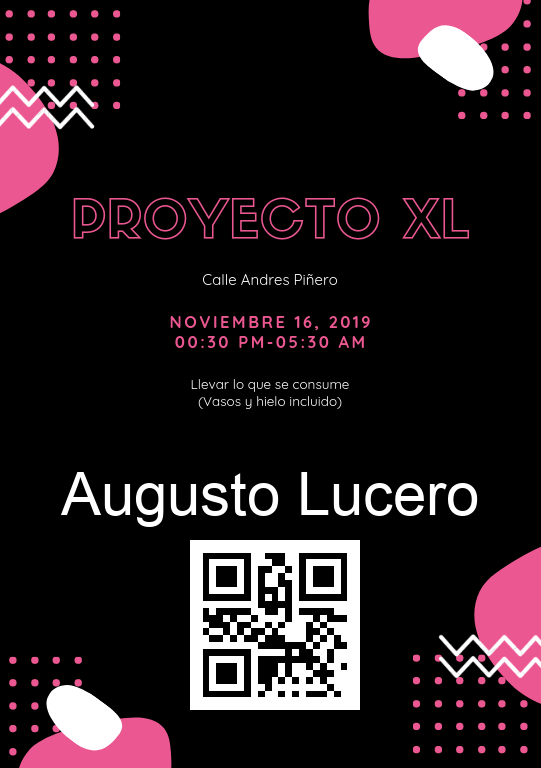 PROYECTO XL
Calle Andres Piñero
NOVIEMBRE 16, 2019
00:30 PM-05:30 AM
Llevar lo que se consume
(Vasos y hielo incluido)
Augusto Lucero